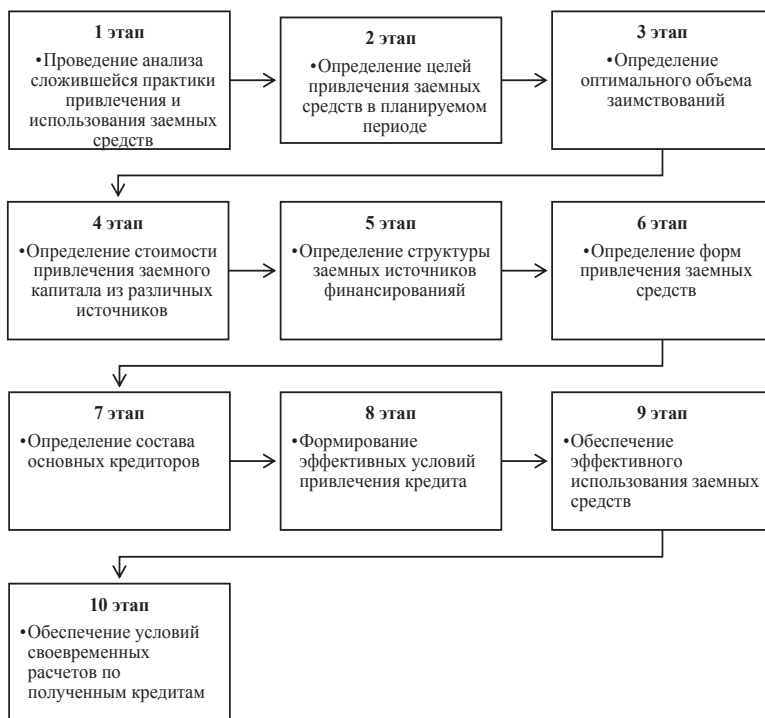 1 этап
•Проведение анализа
сложившейся практики
привлечения и
использования заемных
средств
2 этап
•Определение целей
привлечения заемных
средств в планируемом
периоде
3 этап
•Определение
оптимального объема
заимствований
4 этап
•Определение стоимости
привлечения заемного
капитала из различных
источников
5 этап
•Определение структуры
заемных источников
финансированияй
6 этап
•Определение форм
привлечения заемных
средств
7 этап
•Определение состава
основных кредиторов
8 этап
•Формирование
эффективных условий
привлечения кредита
9 этап
•Обеспечение
эффективного
использования заемных
средств
10 этап
•Обеспечение условий
своевременных
расчетов по
полученным кредитам